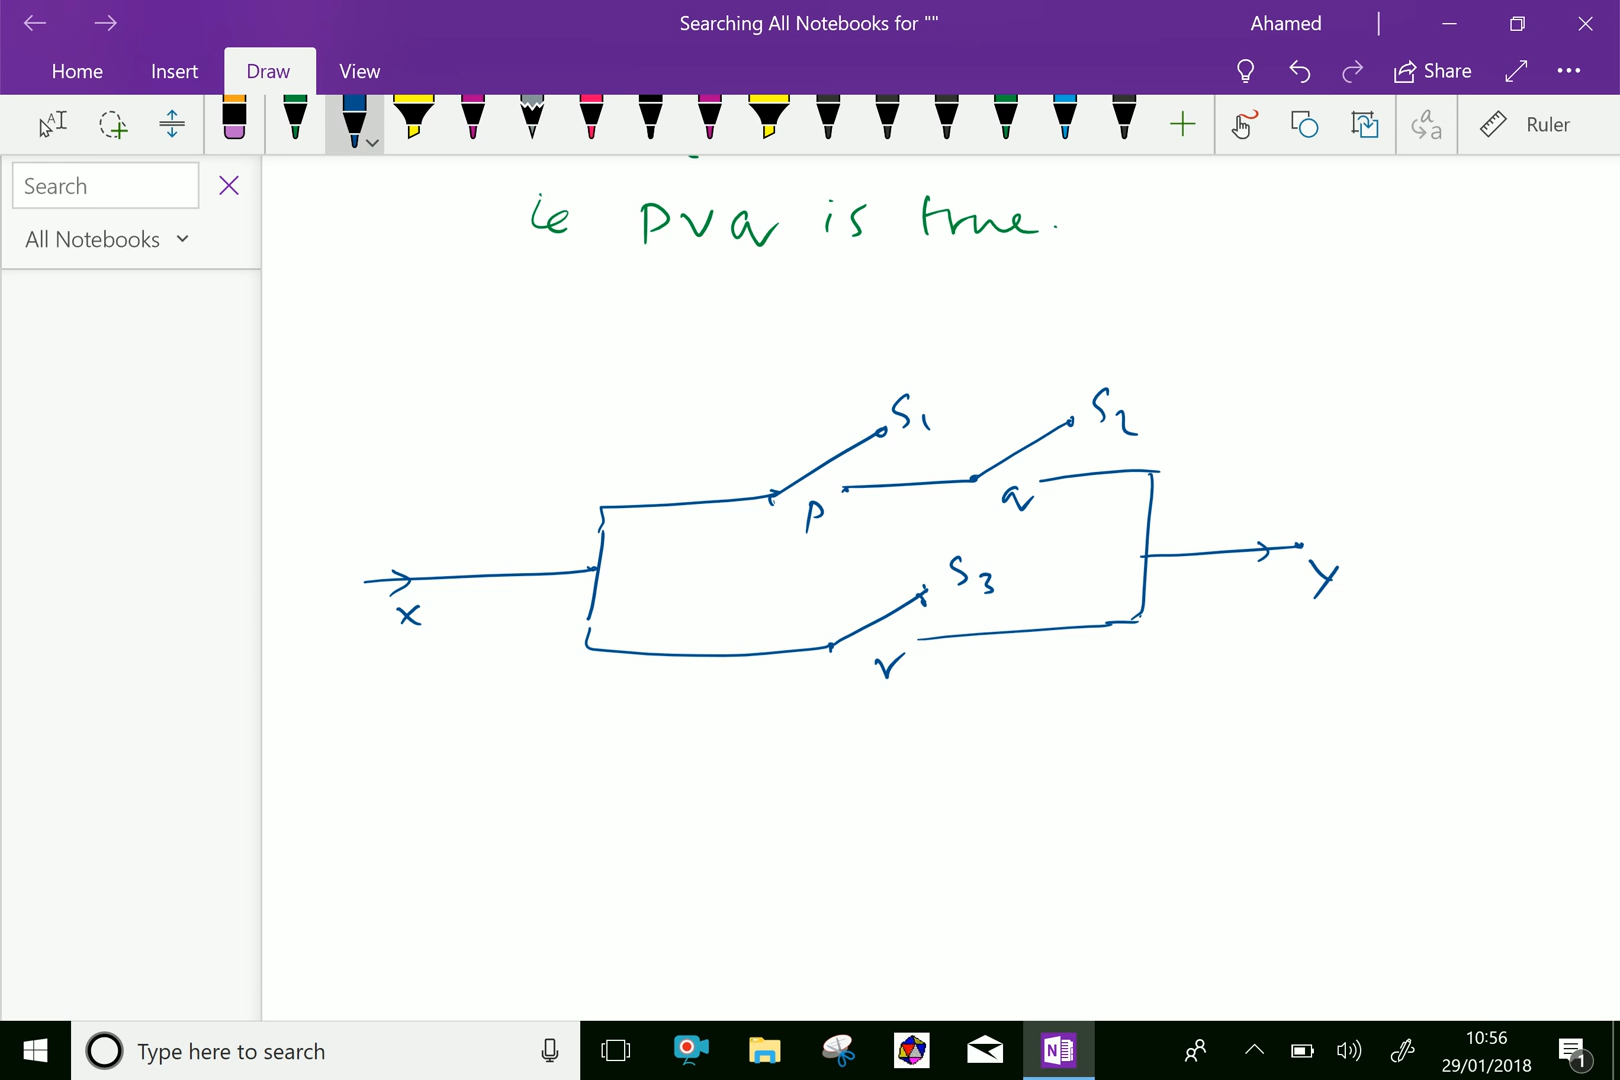 Searching All Notebooks for ""
Ahamed
Home Insert Draw View
Share
Ruler
Search
All Notebooks
ie p∨q is true.
S1
S2
p
q
S3
x
y
r
Type here to search
10:56
29/01/2018
1